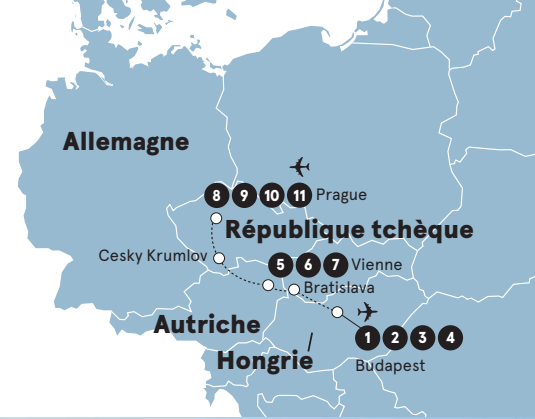 Allemagne
8 9 10 11 Prague
République tchèque
Cesky Krumlov
5 6 7 Vienne
Bratislava
Autriche
1 2 3 4
Hongrie
Budapest